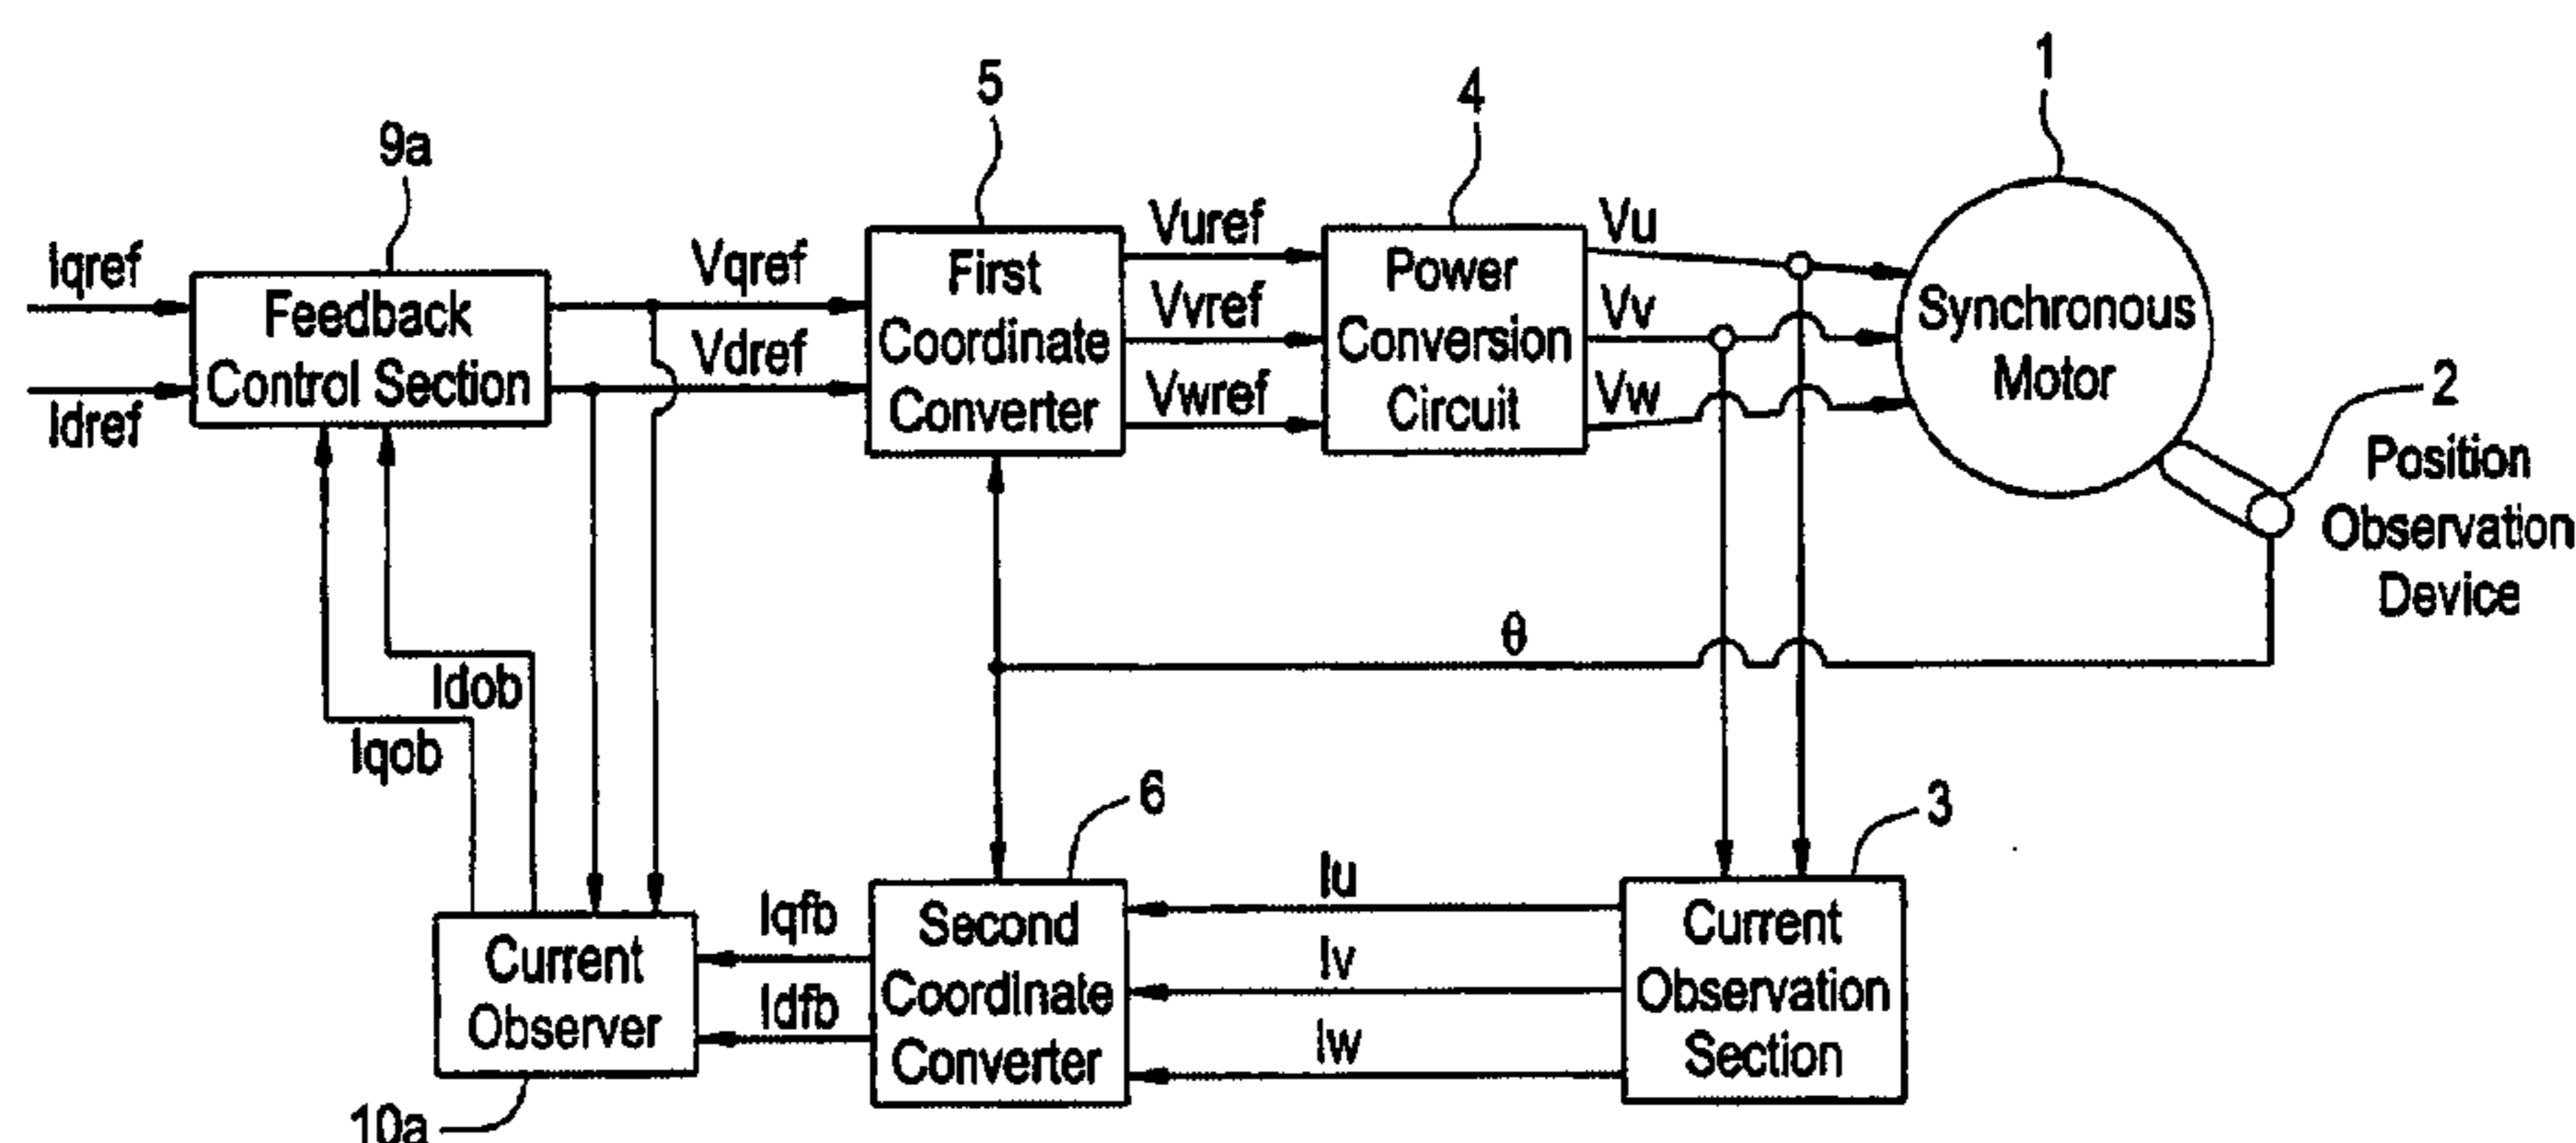 1
5
4
9a
Iqref
Idref
Feedback
Control Section
Vqref
Vdref
First
Coordinate
Converter
Vuref
Vvref
Vwref
Power
Conversion
Circuit
Vu
Vv
Vw
Synchronous
Motor
2
Position
Observation
Device
θ
Idob
Iqob
6
3
Current
Observer
10a
Iqfb
Idfb
Second
Coordinate
Converter
Iu
Iv
Iw
Current
Observation
Section